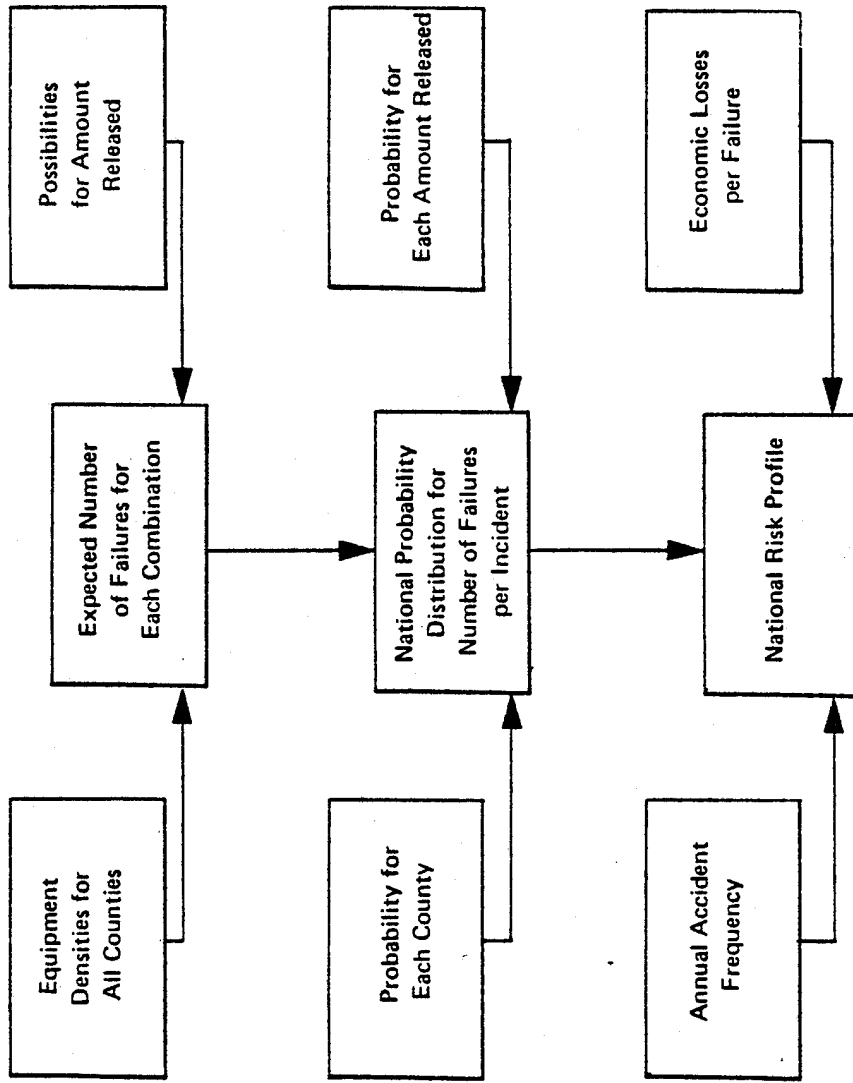 Equipment
Densities for
All Counties
Expected Number
of Failures for
Each Combination
Possibilities
for Amount
Released
Probability for
Each County
National Probability
Distribution for
Number of Failures
per Incident
Probability for
Each Amount Released
Annual Accident
Frequency
National Risk Profile
Economic Losses
per Failure